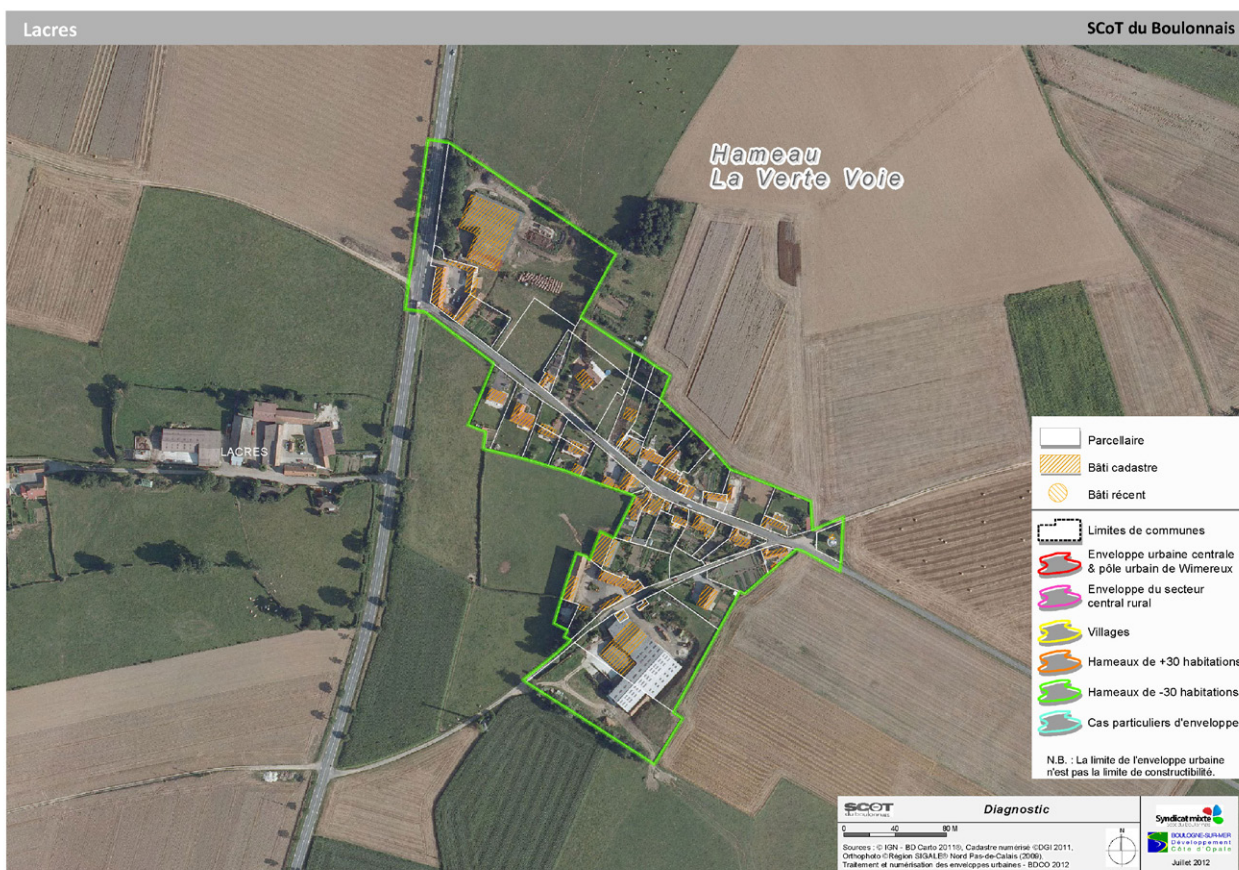 Lacres
SCoT du Boulonnais
Hameau
La Verte Voie
LACRES
Parcellaire
Bâti cadastre
Bâti récent
Limites de communes
Enveloppe urbaine centrale
& pôle urbain de Wimereux
Enveloppe du secteur
central rural
Villages
Hameaux de +30 habitations
Hameaux de -30 habitations
Cas particuliers d'enveloppe
N.B. : La limite de l'enveloppe urbaine
n'est pas la limite de constructibilité.
SCOT
du boulonnais
Diagnostic
0 40 80 M
Sources : © IGN - BD Carto 2011®, Cadastre numérisé ©DGI 2011,
Orthophoto ©Région SIGALE® Nord Pas-de-Calais (2009),
Traitement et numérisation des enveloppes urbaines - BDCO 2012
N
Syndicat mixte
BOULOGNE-SUR-MER
Développement
Côte d'Opale
Juillet 2012